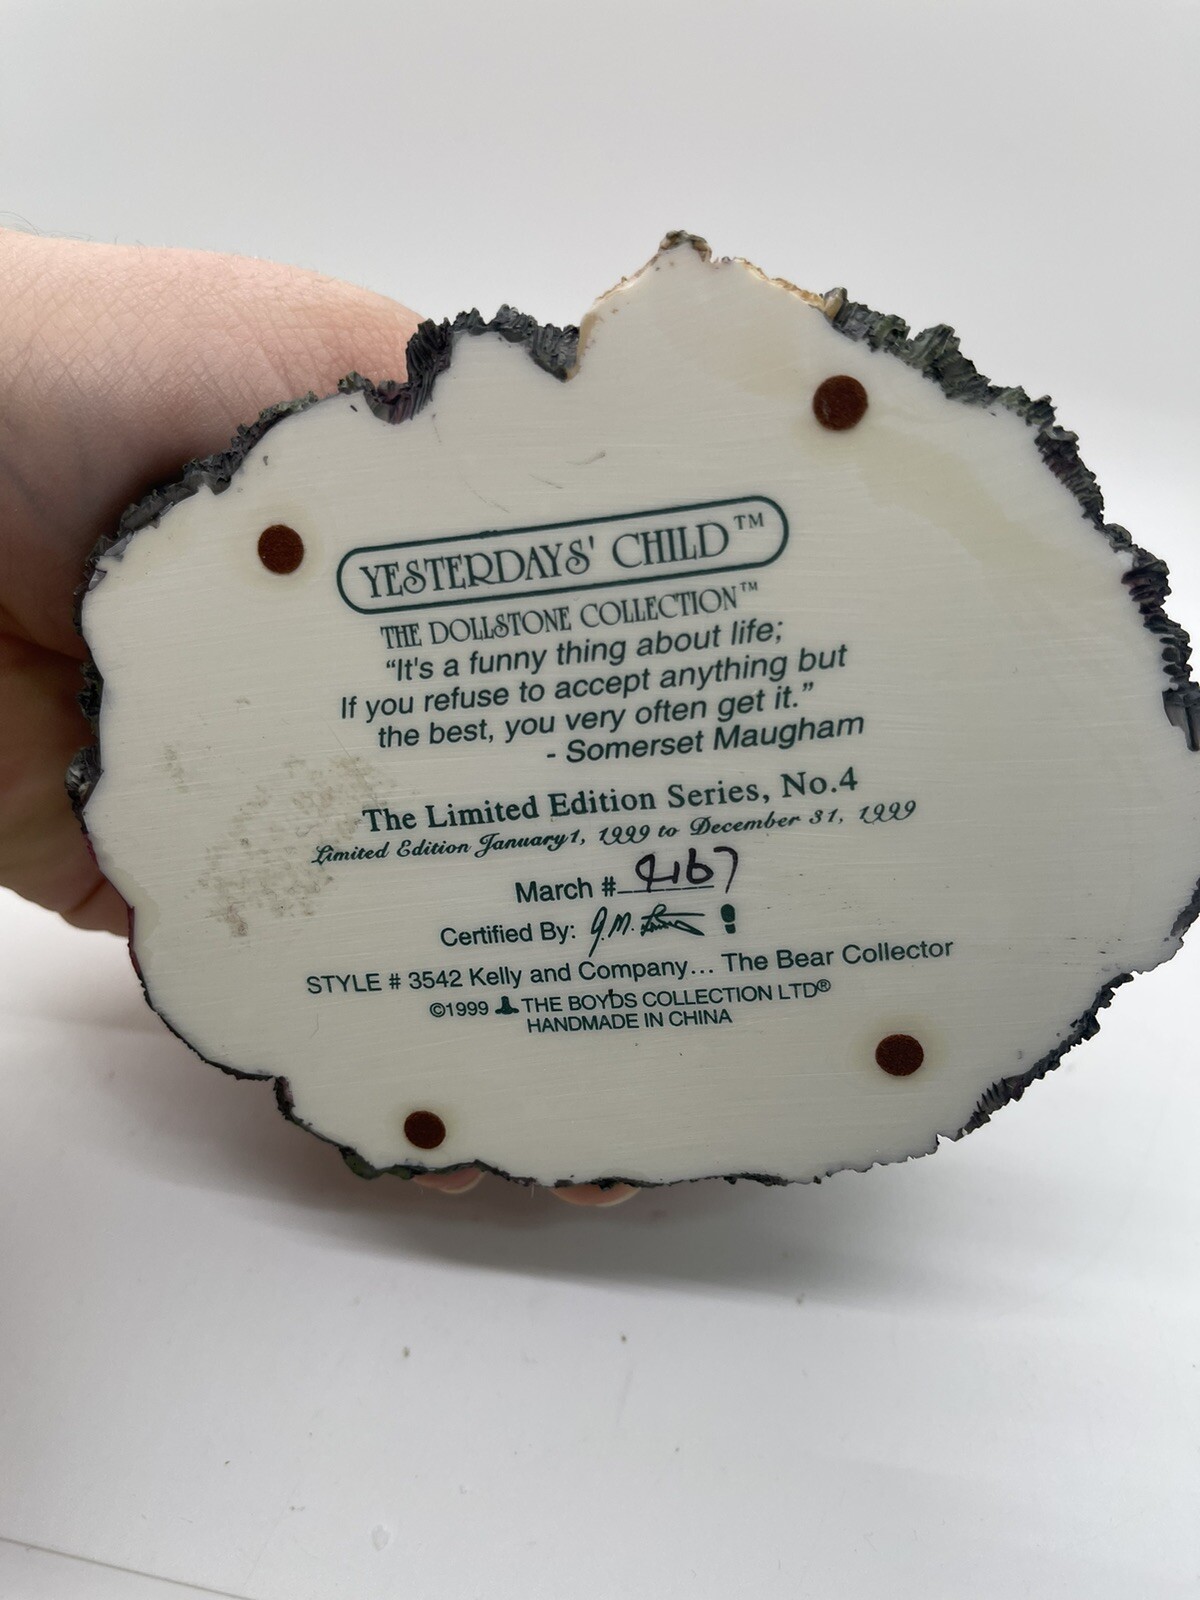 YESTERDAYS' CHILD™
THE DOLLSTONE COLLECTION™
“It's a funny thing about life;
If you refuse to accept anything but
the best, you very often get it.”
- Somerset Maugham
The Limited Edition Series, No.4
Limited Edition January1, 1999 to December 31, 1999
March #
Certified By: J.M.
STYLE # 3542 Kelly and Company... The Bear Collector
©1999 THE BOYDS COLLECTION LTD®
HANDMADE IN CHINA